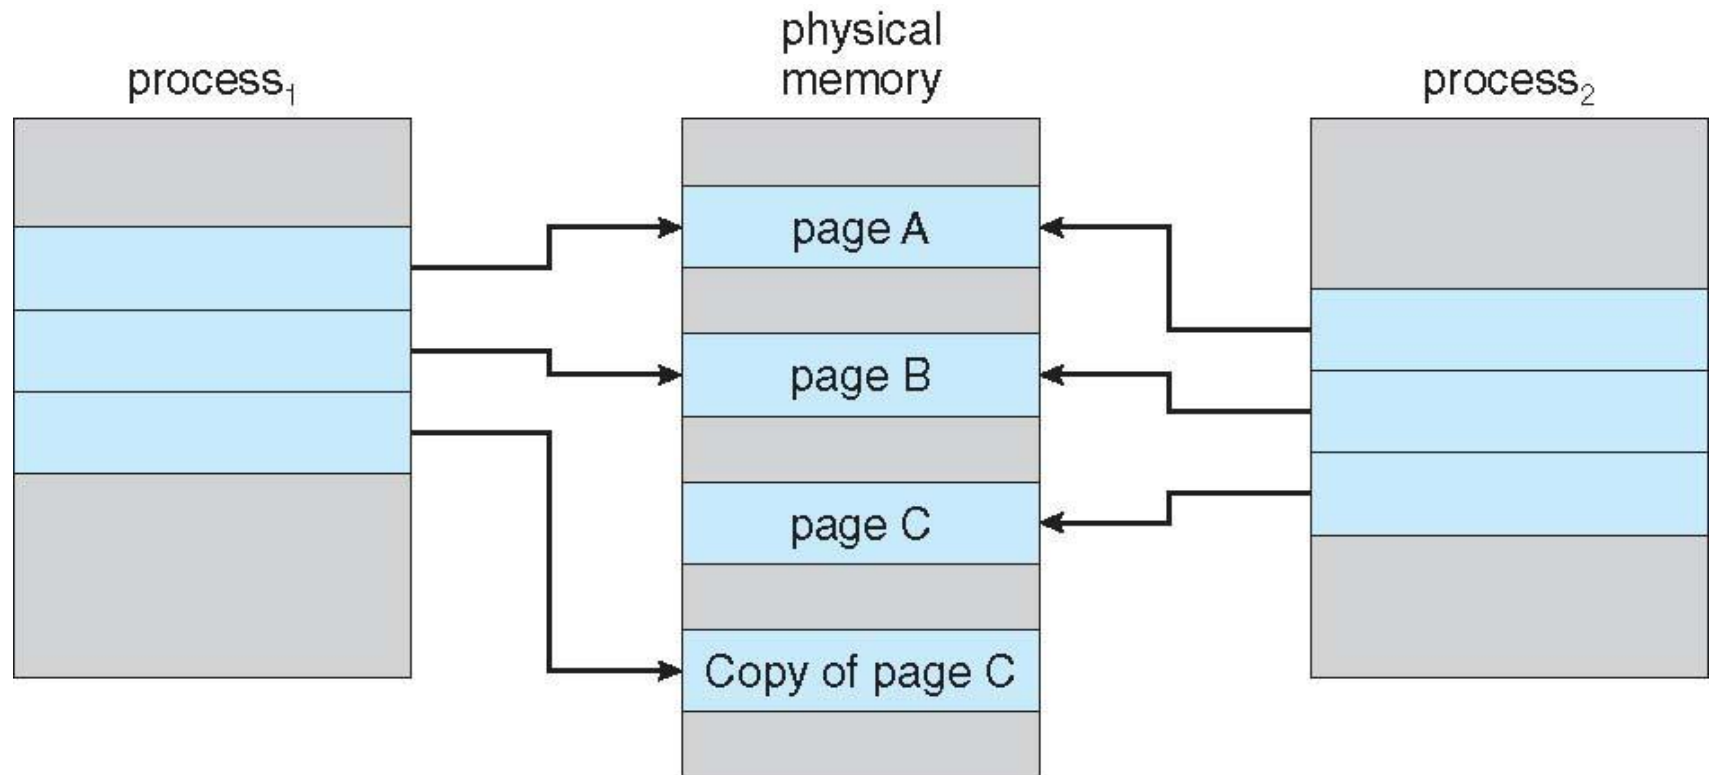 process₁
physical
memory
process₂
page A
page B
page C
Copy of page C